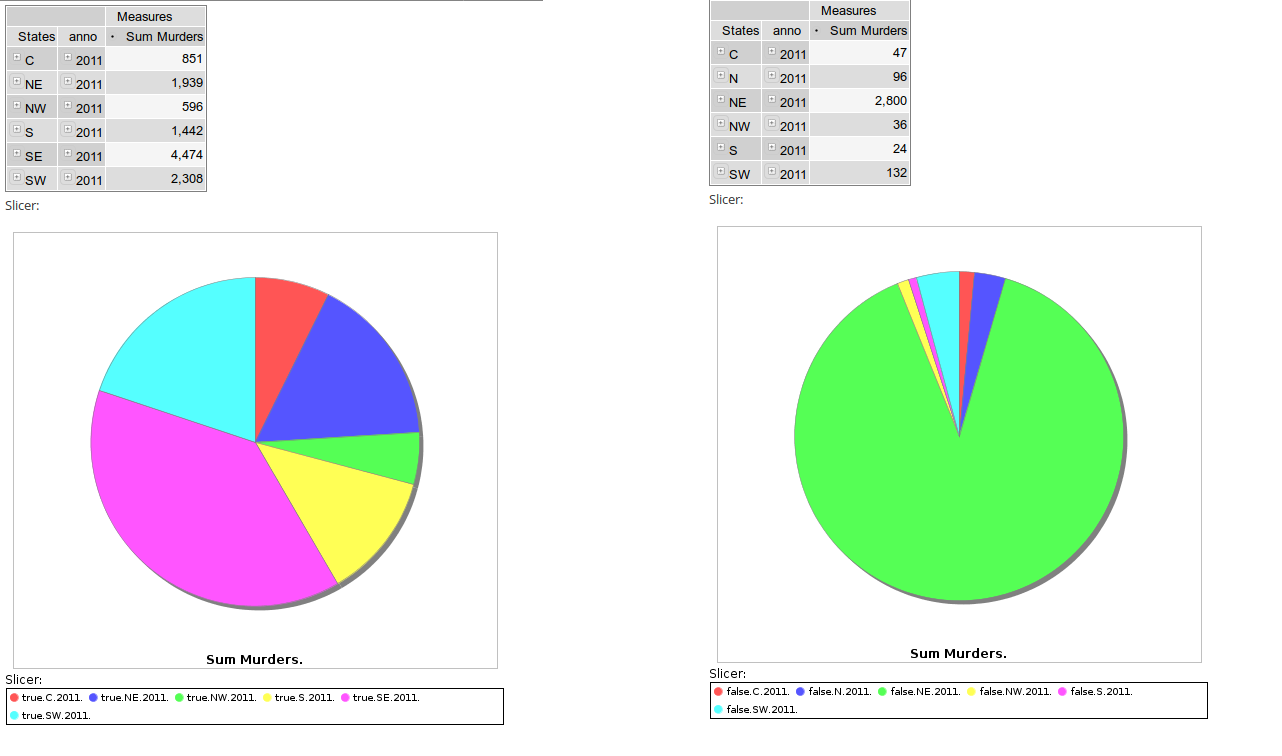 Measures
States anno • Sum Murders
C 2011 851
NE 2011 1,939
NW 2011 596
S 2011 1,442
SE 2011 4,474
SW 2011 2,308
Slicer:
Sum Murders.
Slicer:
true.C.2011. true.NE.2011. true.NW.2011. true.S.2011. true.SE.2011.
true.SW.2011.
Measures
States anno • Sum Murders
C 2011 47
N 2011 96
NE 2011 2,800
NW 2011 36
S 2011 24
SW 2011 132
Slicer:
Sum Murders.
Slicer:
false.C.2011. false.N.2011. false.NE.2011. false.NW.2011. false.S.2011.
false.SW.2011.